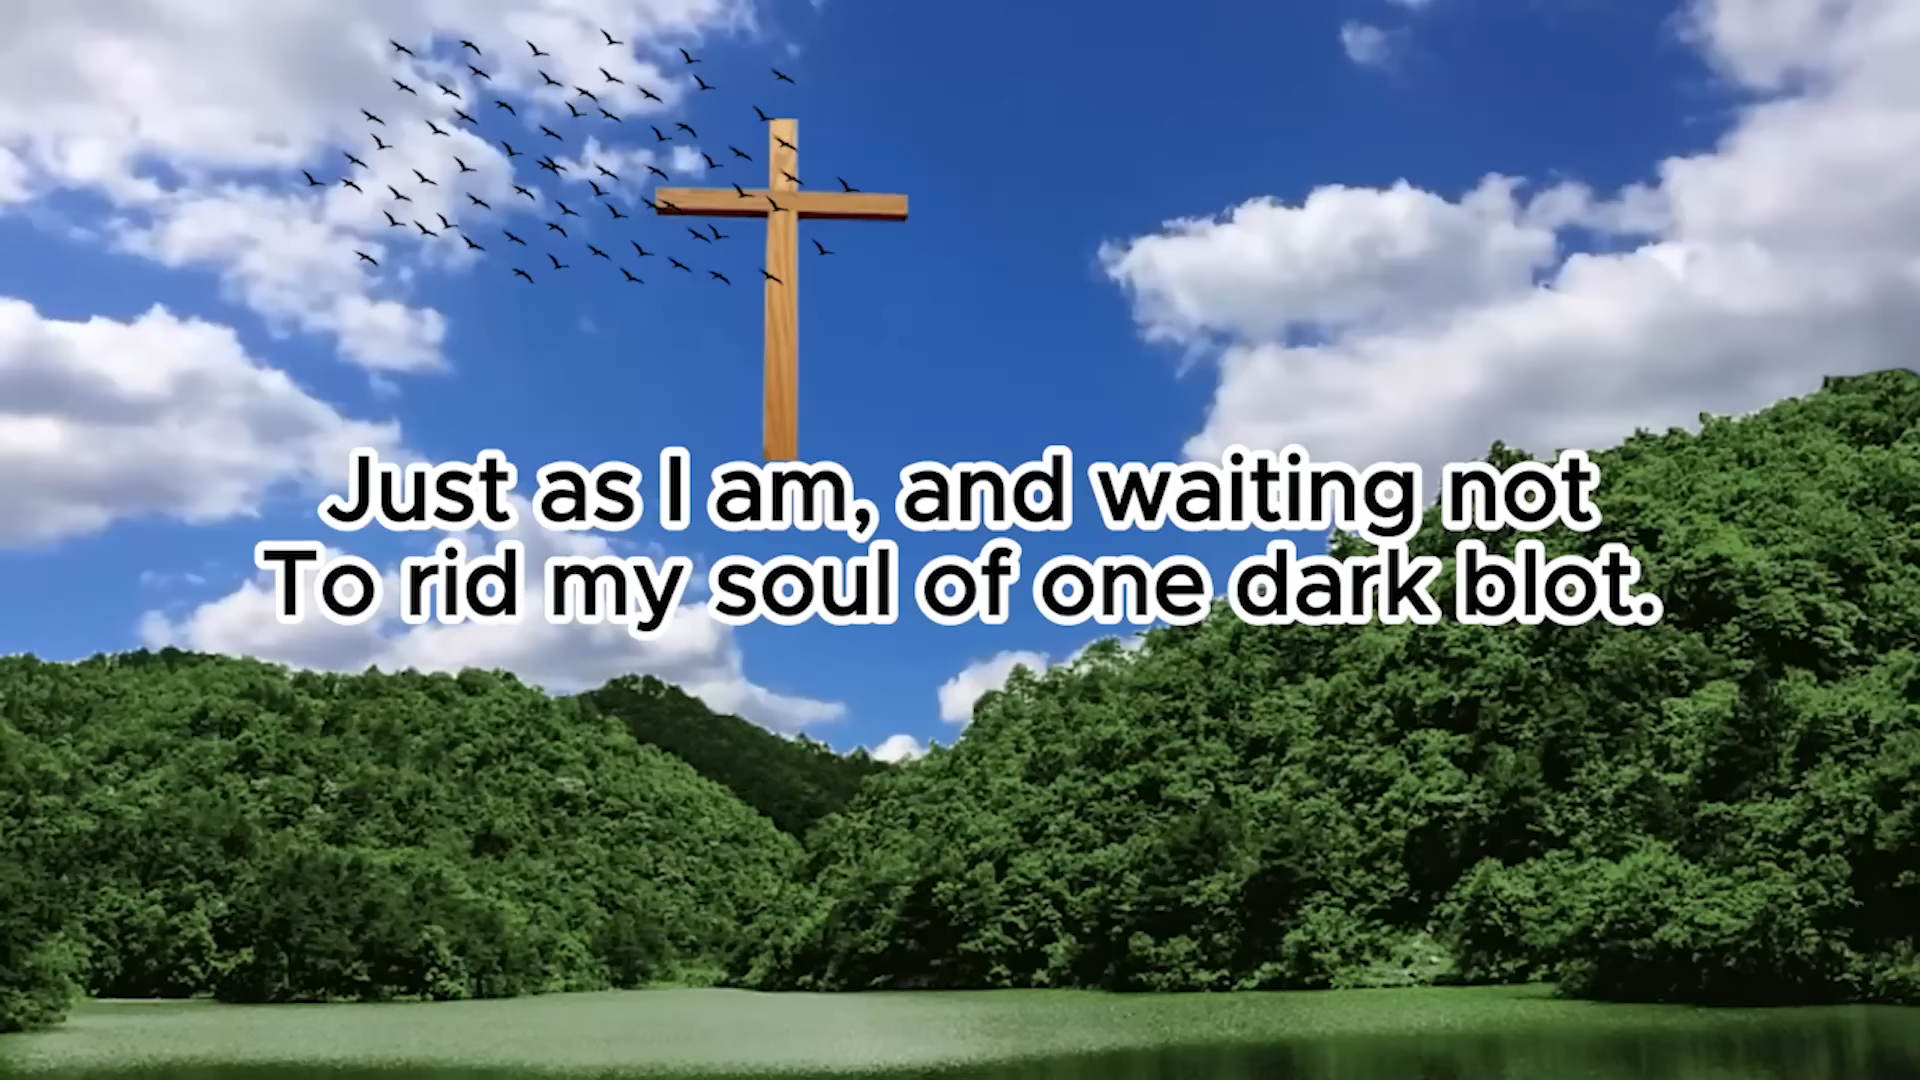 Just as I am, and waiting not
To rid my soul of one dark blot.